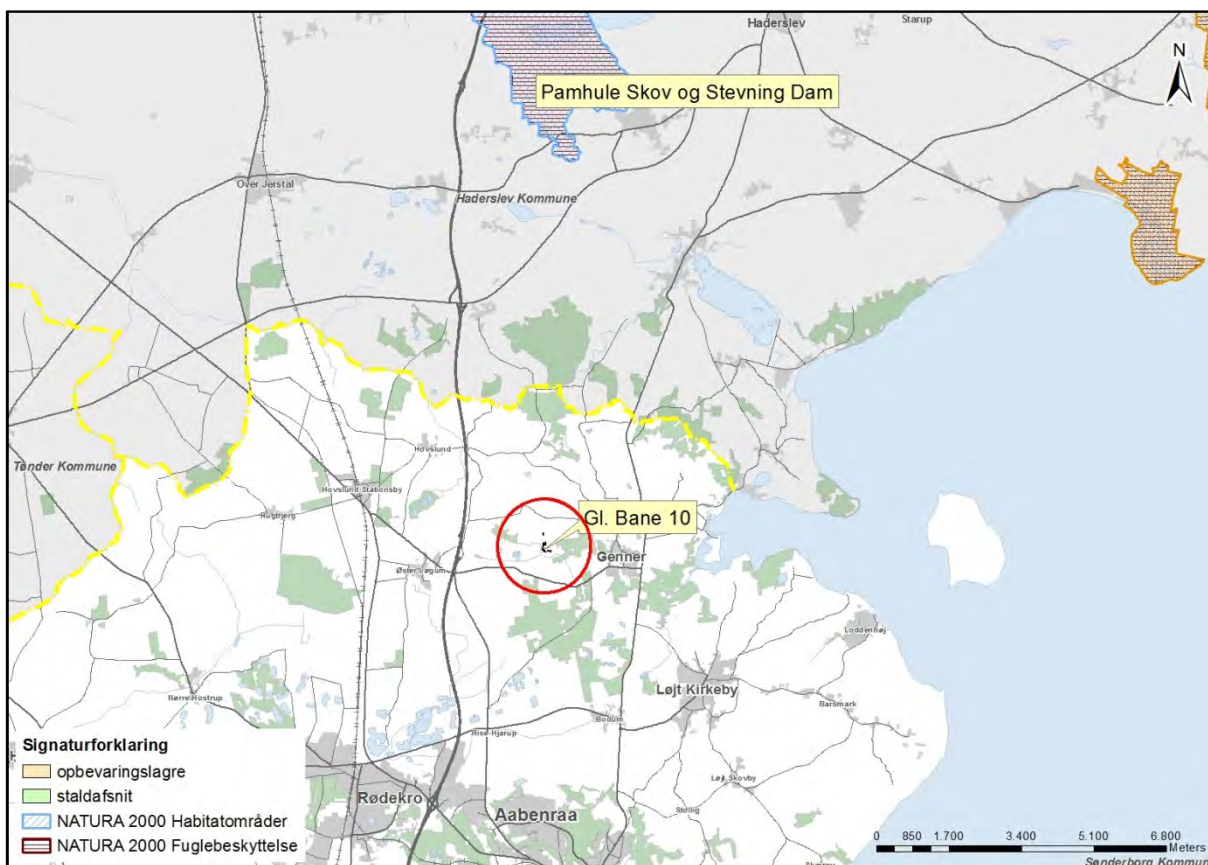 Haderslev
Starup
N
Pamhule Skov og Stevning Dam
Over Jerstal
Haderslev Kommune
Tønder Kommune
Hovslund
Hovslund Stationsby
Rugbjerg
Gl. Bane 10
Genner
Øster Løgum
Loddenhøj
Nørre Hostrup
Løjt Kirkeby
Barsmark
Bodum
Rise-Hjarup
Løjt Skovby
Stollig
Rødekro
Aabenraa
Signaturforklaring
opbevaringslagre
staldafsnit
NATURA 2000 Habitatområder
NATURA 2000 Fuglebeskyttelse
0 850 1.700 3.400 5.100 6.800
Meters
Sønderborg Kommun